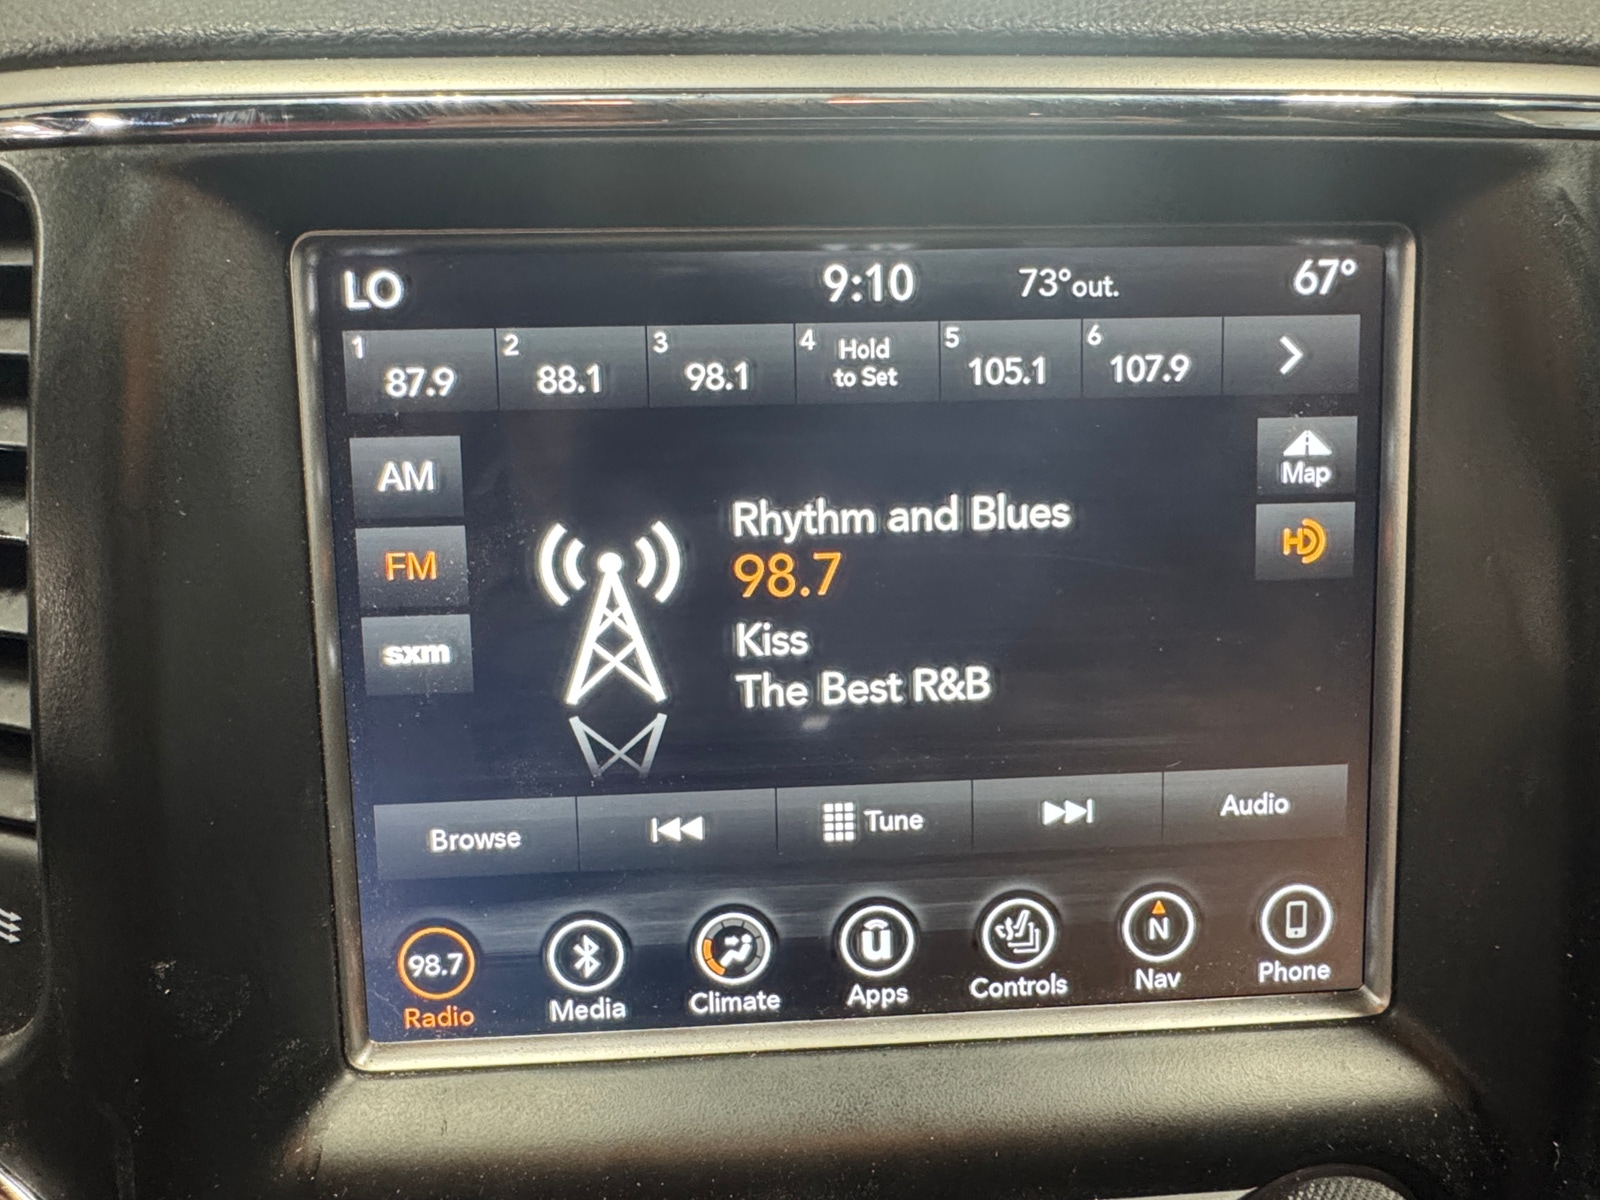 LO 9:10 73°out. 67°
1 87.9 2 88.1 3 98.1 4 Hold to Set 5 105.1 6 107.9
AM
Map
FM
HD
sxm
Rhythm and Blues
98.7
Kiss
The Best R&B
Browse Tune Audio
98.7 u N
Radio Media Climate Apps Controls Nav Phone